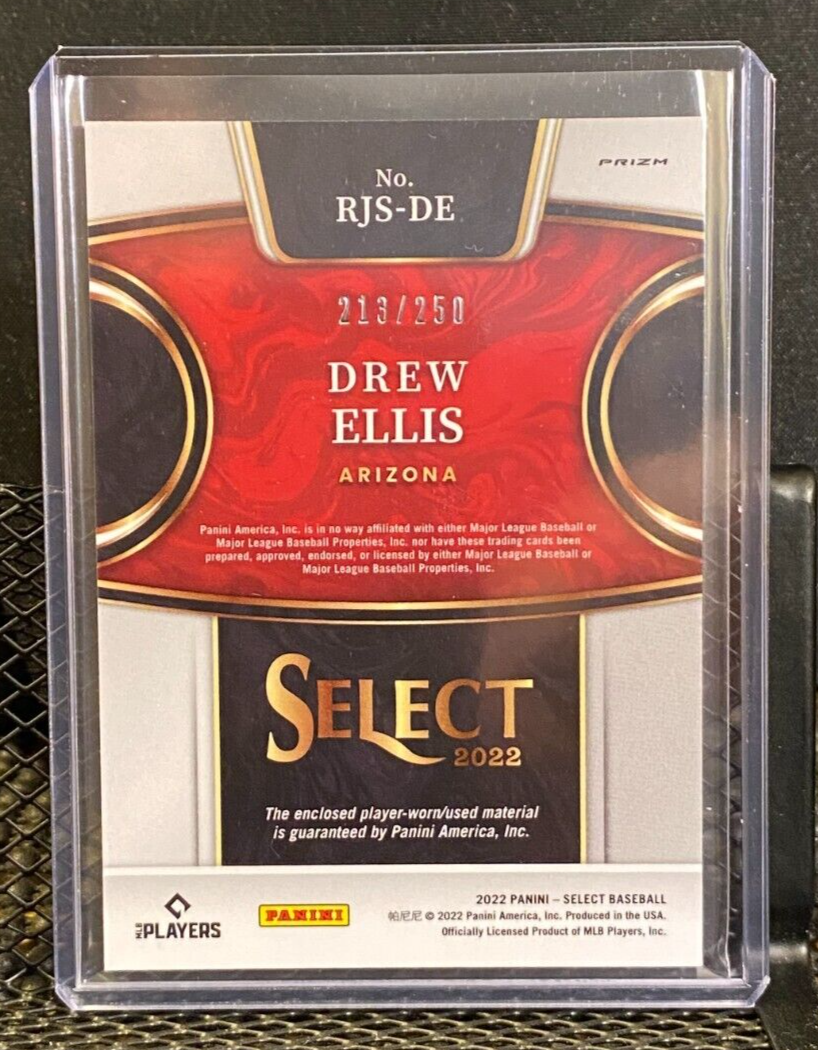 No.
RJS-DE
PRIZM
213/250
DREW
ELLIS
ARIZONA
Panini America, Inc. is in no way affiliated with either Major League Baseball or
Major League Baseball Properties, Inc. nor have these trading cards been
prepared, approved, endorsed, or licensed by either Major League Baseball or
Major League Baseball Properties, Inc.
SELECT
2022
The enclosed player-worn/used material
is guaranteed by Panini America, Inc.
MLB PLAYERS
PANINI
2022 PANINI – SELECT BASEBALL
帕尼尼 © 2022 Panini America, Inc. Produced in the USA.
Officially Licensed Product of MLB Players, Inc.